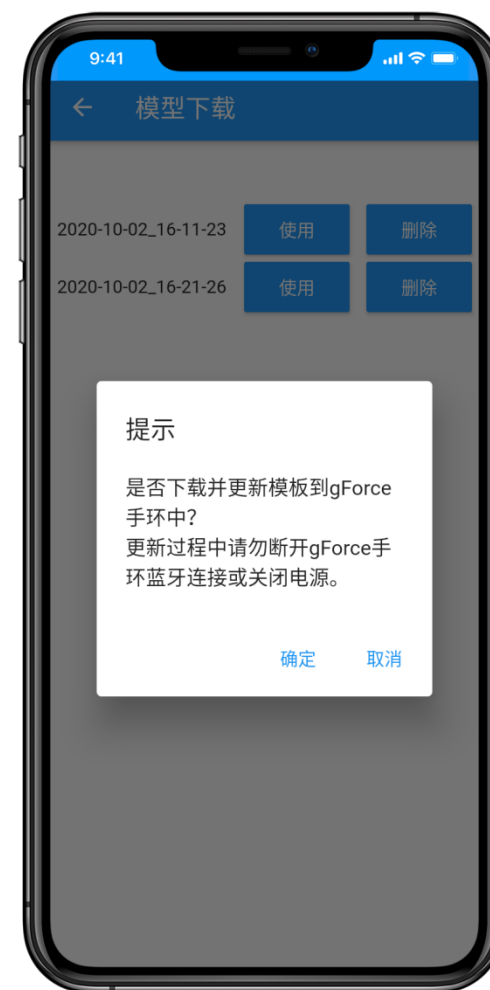 9:41
模型下载
2020-10-02_16-11-23 使用 删除
2020-10-02_16-21-26 使用 删除
提示
是否下载并更新模板到gForce
手环中?
更新过程中请勿断开gForce手
环蓝牙连接或关闭电源。
确定 取消